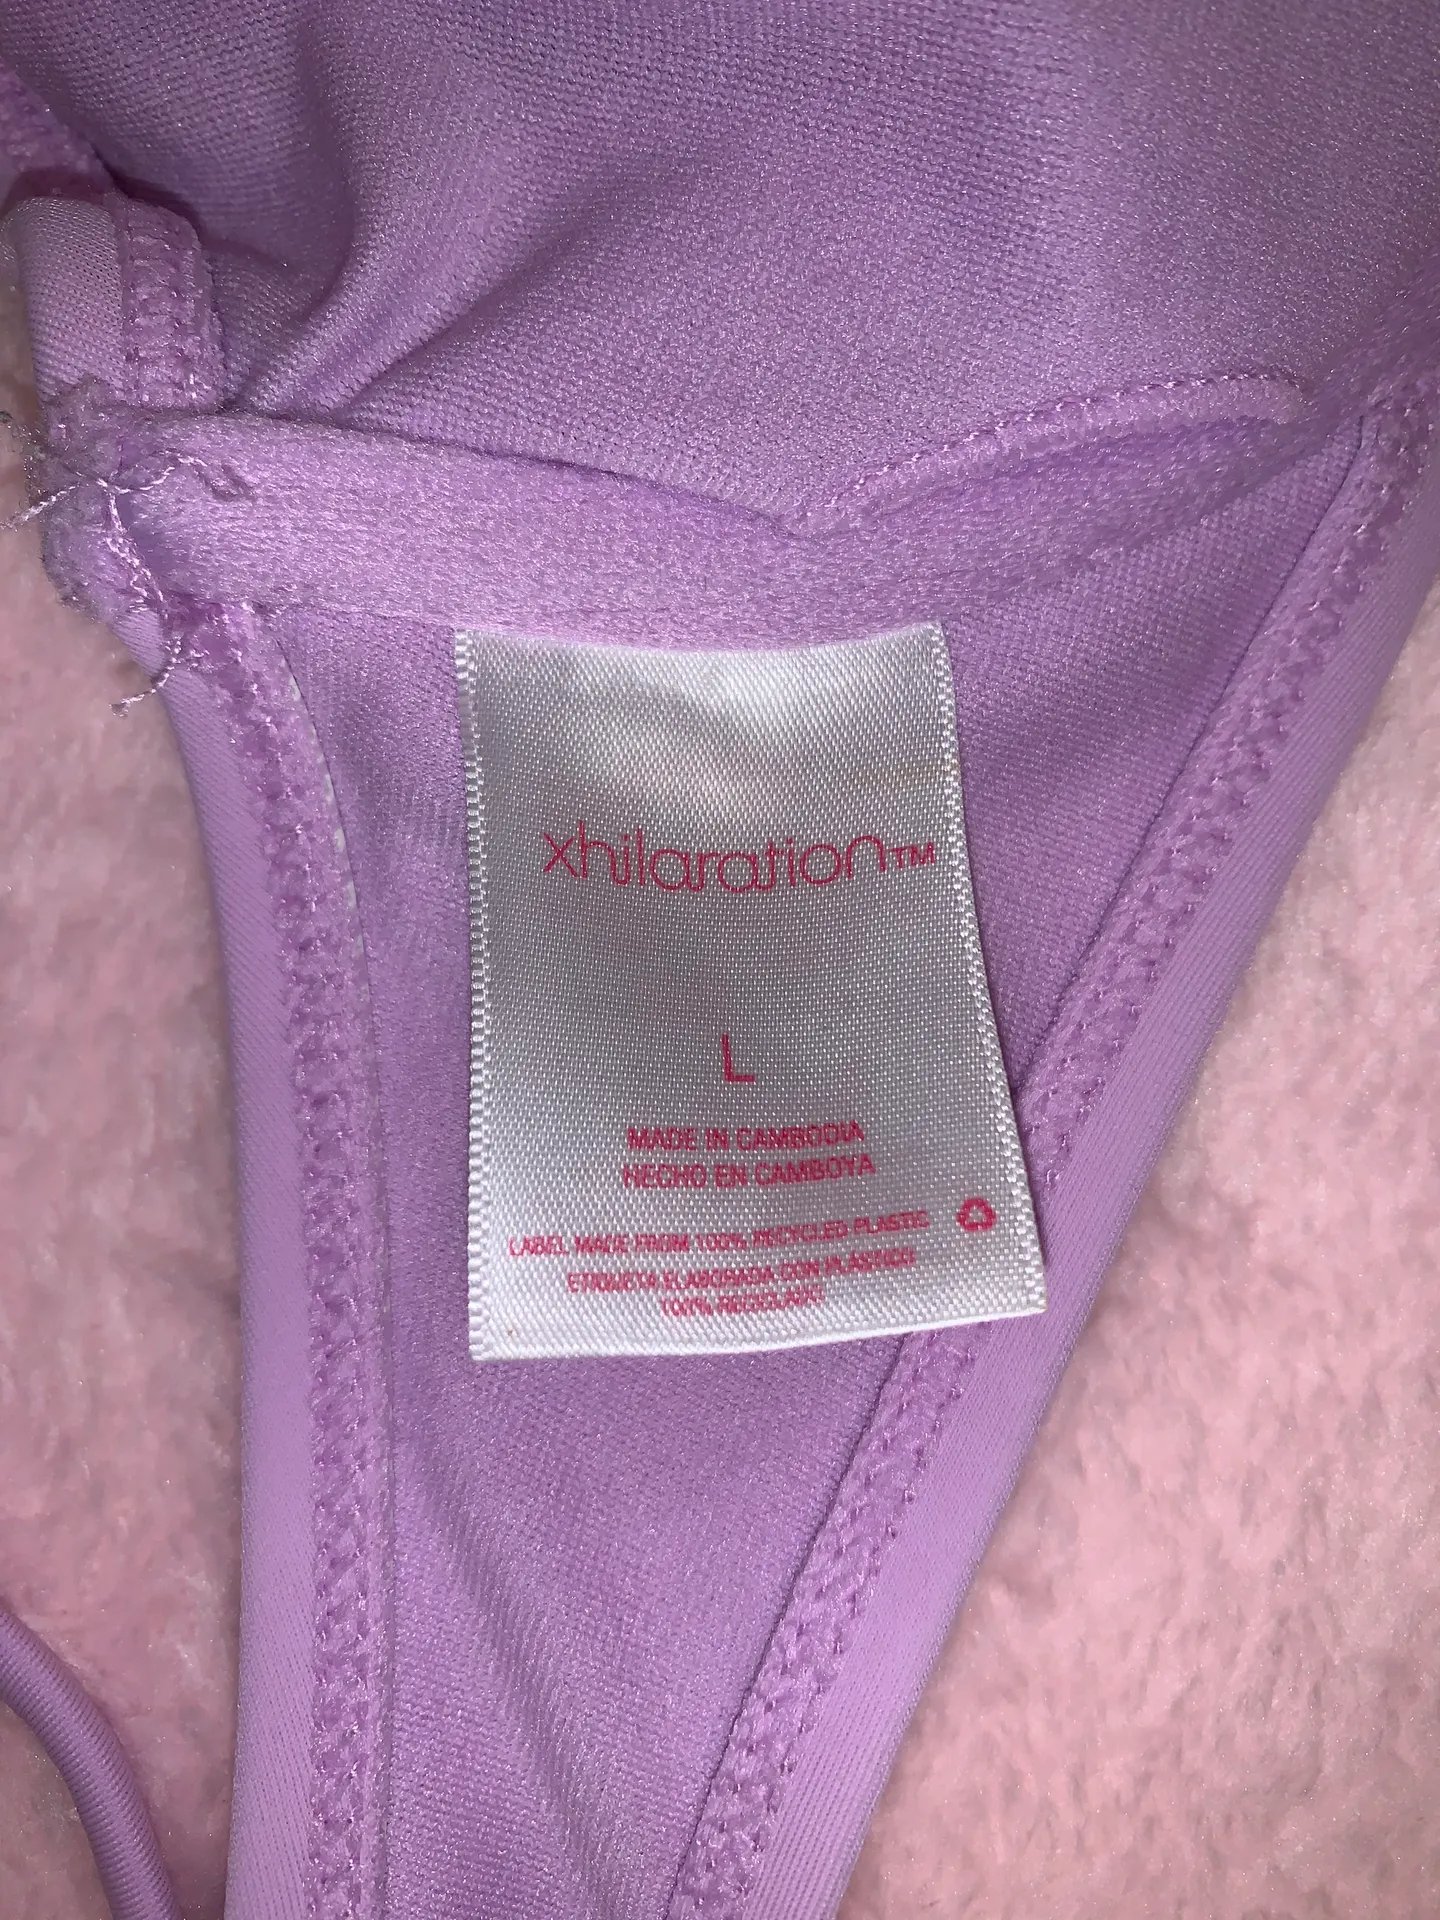 xhilaration™
L
MADE IN CAMBODIA
HECHO EN CAMBOYA
LABEL MADE FROM 100% RECYCLED PLASTIC
ETIQUETA ELABORADA CON PLÁSTICO
100% RECICLADO